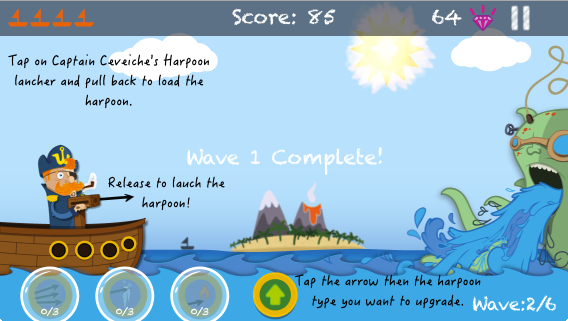 Score: 85
64
Tap on Captain Ceveiche's Harpoon
lancher and pull back to load the
harpoon.
Wave 1 Complete!
Release to lauch the
harpoon!
Tap the arrow then the harpoon
type you want to upgrade.
0/3
0/3
0/3
Wave:2/6